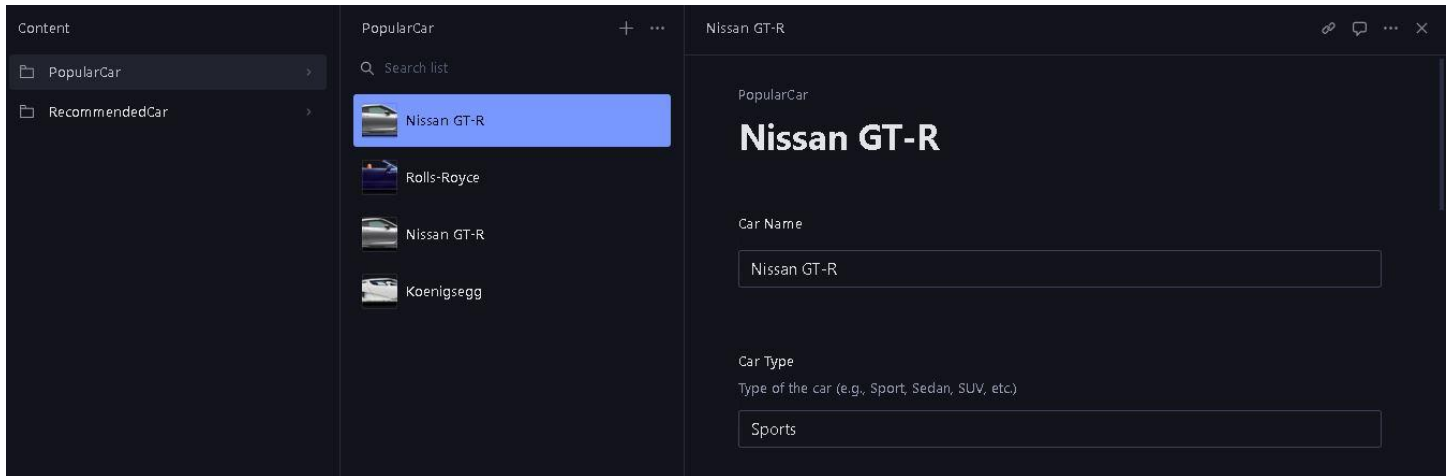 Content
PopularCar
RecommendedCar
PopularCar
Search list
Nissan GT-R
Rolls-Royce
Nissan GT-R
Koenigsegg
Nissan GT-R
PopularCar
Nissan GT-R
Car Name
Nissan GT-R
Car Type
Type of the car (e.g., Sport, Sedan, SUV, etc.)
Sports